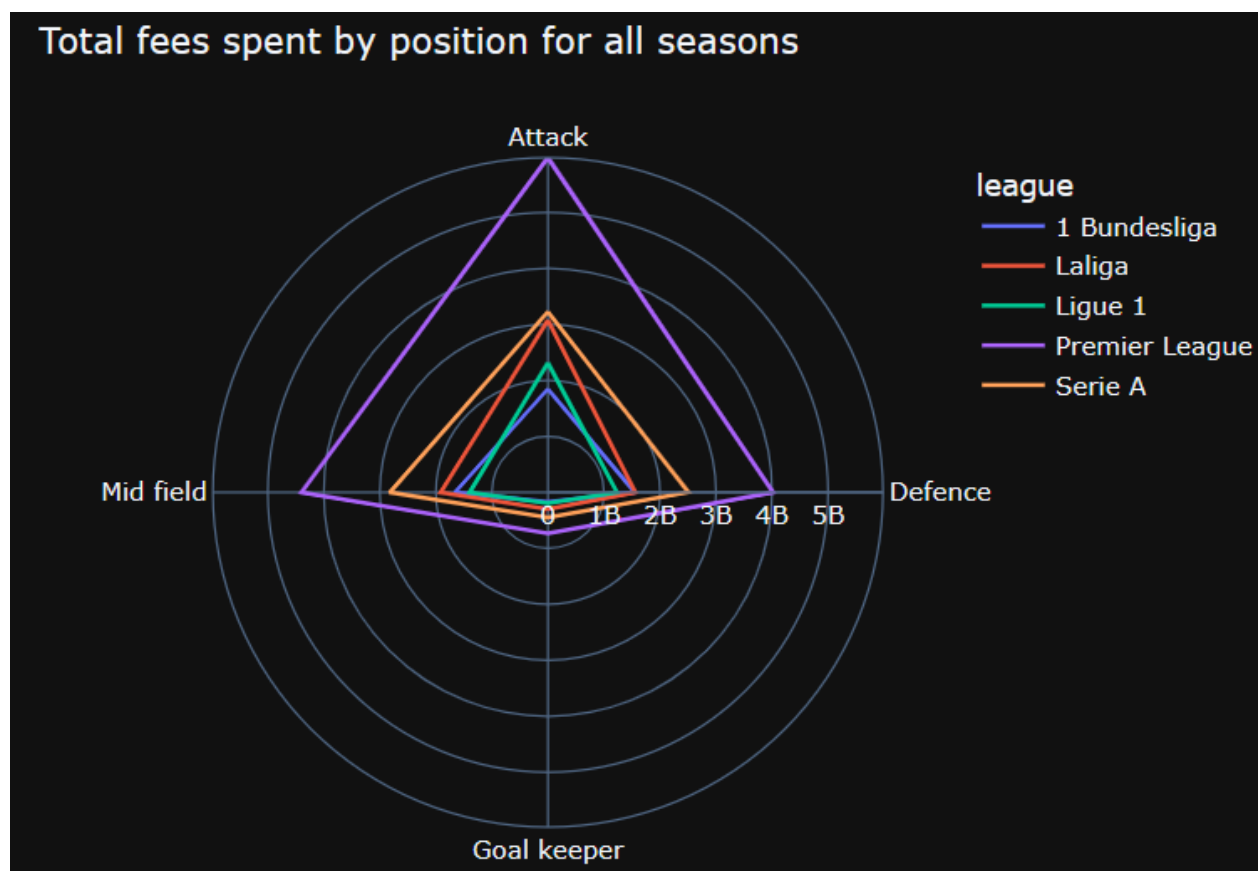 Total fees spent by position for all seasons
Attack
league
1 Bundesliga
Laliga
Ligue 1
Premier League
Serie A
Mid field
Defence
0 1B 2B 3B 4B 5B
Goal keeper